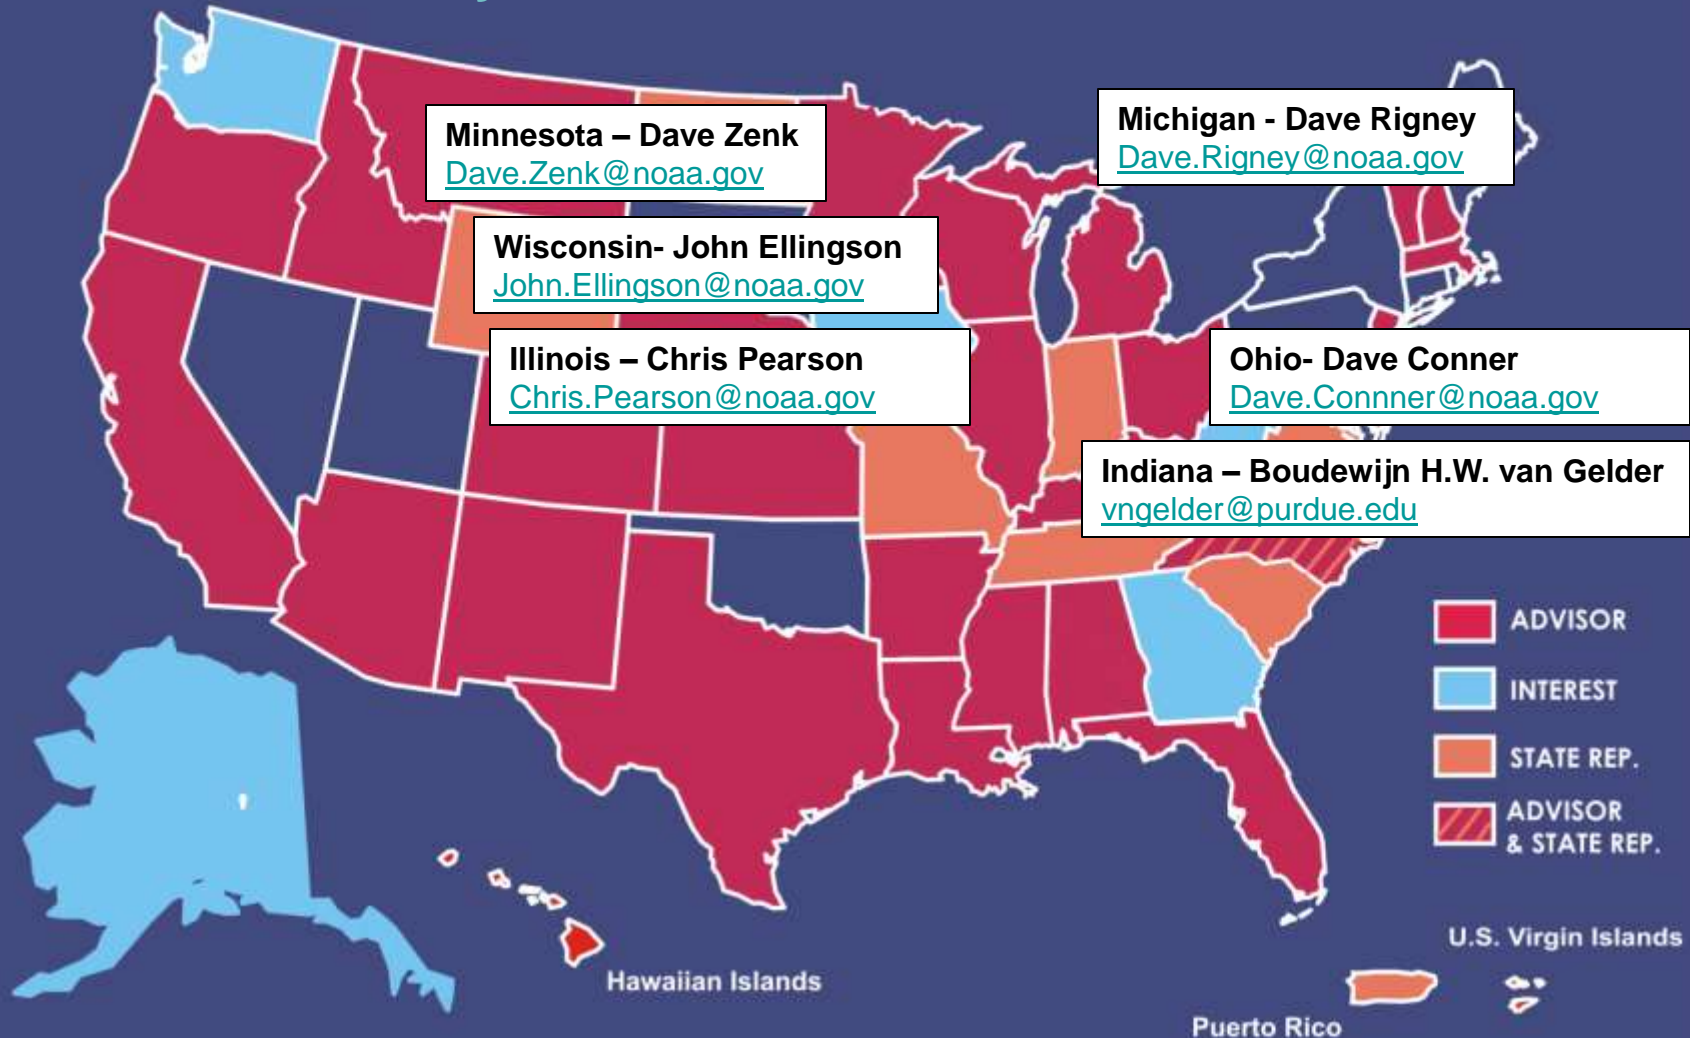 Minnesota – Dave Zenk
Dave.Zenk@noaa.gov
Michigan - Dave Rigney
Dave.Rigney@noaa.gov
Wisconsin- John Ellingson
John.Ellingson@noaa.gov
Illinois – Chris Pearson
Chris.Pearson@noaa.gov
Ohio- Dave Conner
Dave.Connner@noaa.gov
Indiana – Boudewijn H.W. van Gelder
vngelder@purdue.edu
ADVISOR
INTEREST
STATE REP.
ADVISOR
& STATE REP.
Hawaiian Islands
U.S. Virgin Islands
Puerto Rico